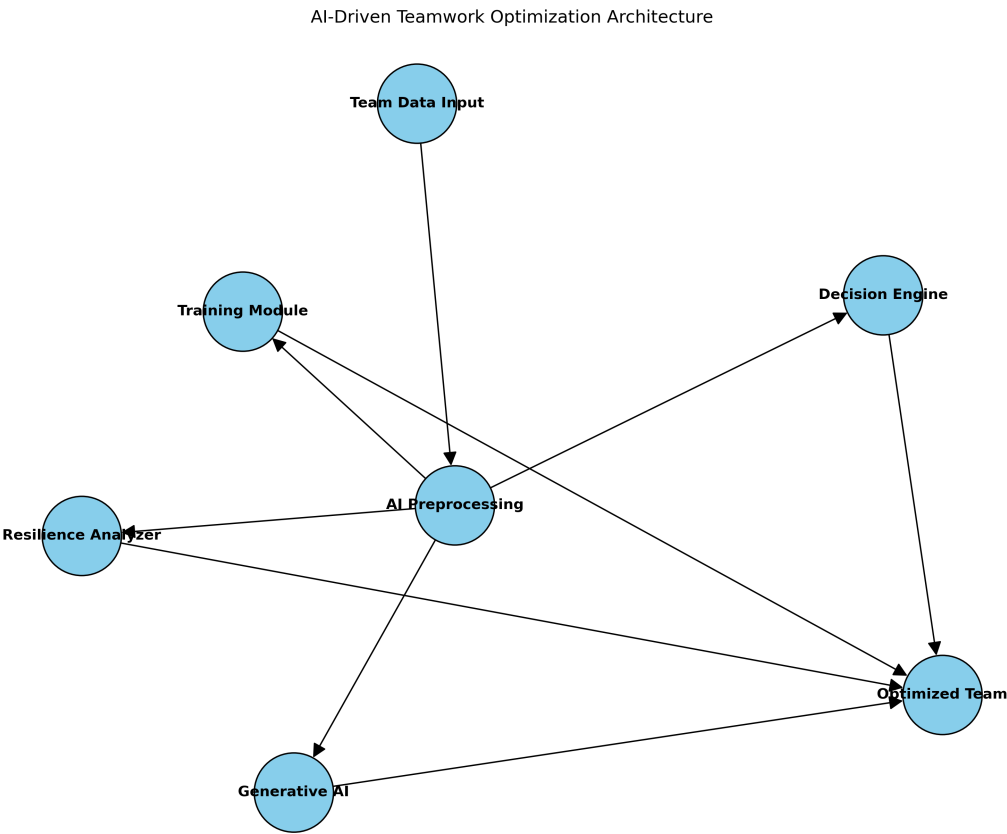 AI-Driven Teamwork Optimization Architecture
Team Data Input
Decision Engine
Training Module
AI Preprocessing
Resilience Analyzer
Optimized Team
Generative AI